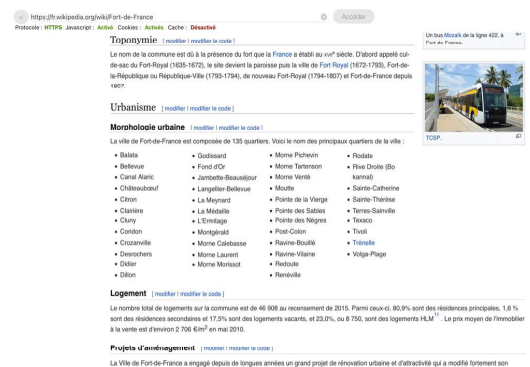 https://fr.wikipedia.org/wiki/Fort-de-France
Accéder
Protocole : HTTPS Javascript : Activé Cookies : Activés Cache : Désactivé
Toponymie [ modifier | modifier le code ]
Le nom de la commune est dû à la présence du fort que la France a établi au XVIIe siècle. D'abord appelé cul-
de-sac du Fort-Royal (1635-1672), le site devient la paroisse puis la ville de Fort Royal (1672-1793), Fort-de-
la-République ou République-Ville (1793-1794), de nouveau Fort-Royal (1794-1807) et Fort-de-France depuis
1807.
Un bus Mozaïk de la ligne 422, à
Fort de France.
TCSP.
Urbanisme [ modifier | modifier le code ]
Morphologie urbaine [ modifier | modifier le code ]
La ville de Fort-de-France est composée de 135 quartiers. Voici le nom des principaux quartiers de la ville :
Balata
Bellevue
Canal Alaric
Châteaubœuf
Citron
Clairière
Cluny
Coridon
Crozanville
Desrochers
Didier
Dillon
Godissard
Fond d'Or
Jambette-Beauséjour
Langellier-Bellevue
La Meynard
La Médaille
L'Ermitage
Montgérald
Morne Calebasse
Morne Laurent
Morne Morissot
Morne Pichevin
Morne Tartenson
Morne Venté
Moutte
Pointe de la Vierge
Pointe des Sables
Pointe des Nègres
Post-Colon
Ravine-Bouillé
Ravine-Vilaine
Redoute
Renéville
Rodate
Rive Droite (Bo
kannal)
Sainte-Catherine
Sainte-Thérèse
Terres-Sainville
Texaco
Tivoli
Trénelle
Volga-Plage
Logement [ modifier | modifier le code ]
Le nombre total de logements sur la commune est de 46 908 au recensement de 2015. Parmi ceux-ci, 80,9% sont des résidences principales, 1,6 %
sont des résidences secondaires et 17,5% sont des logements vacants, et 23,0%, ou 8 750, sont des logements HLM 11 . Le prix moyen de l'immobilier
à la vente est d'environ 2 706 €/m² en mai 2010.
Projets d'aménagement [ modifier | modifier le code ]
La Ville de Fort-de-France a engagé depuis de longues années un grand projet de rénovation urbaine et d'attractivité qui a modifié fortement son